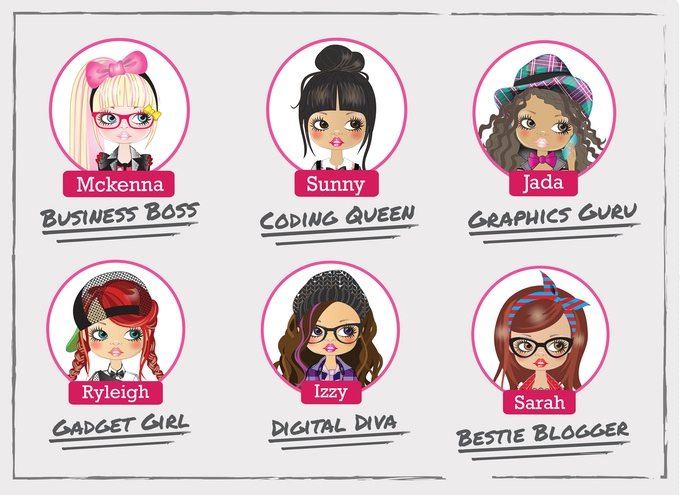 Mckenna
Business Boss
Sunny
Coding Queen
Jada
Graphics Guru
Ryleigh
Gadget Girl
Izzy
Digital Diva
Sarah
Bestie Blogger